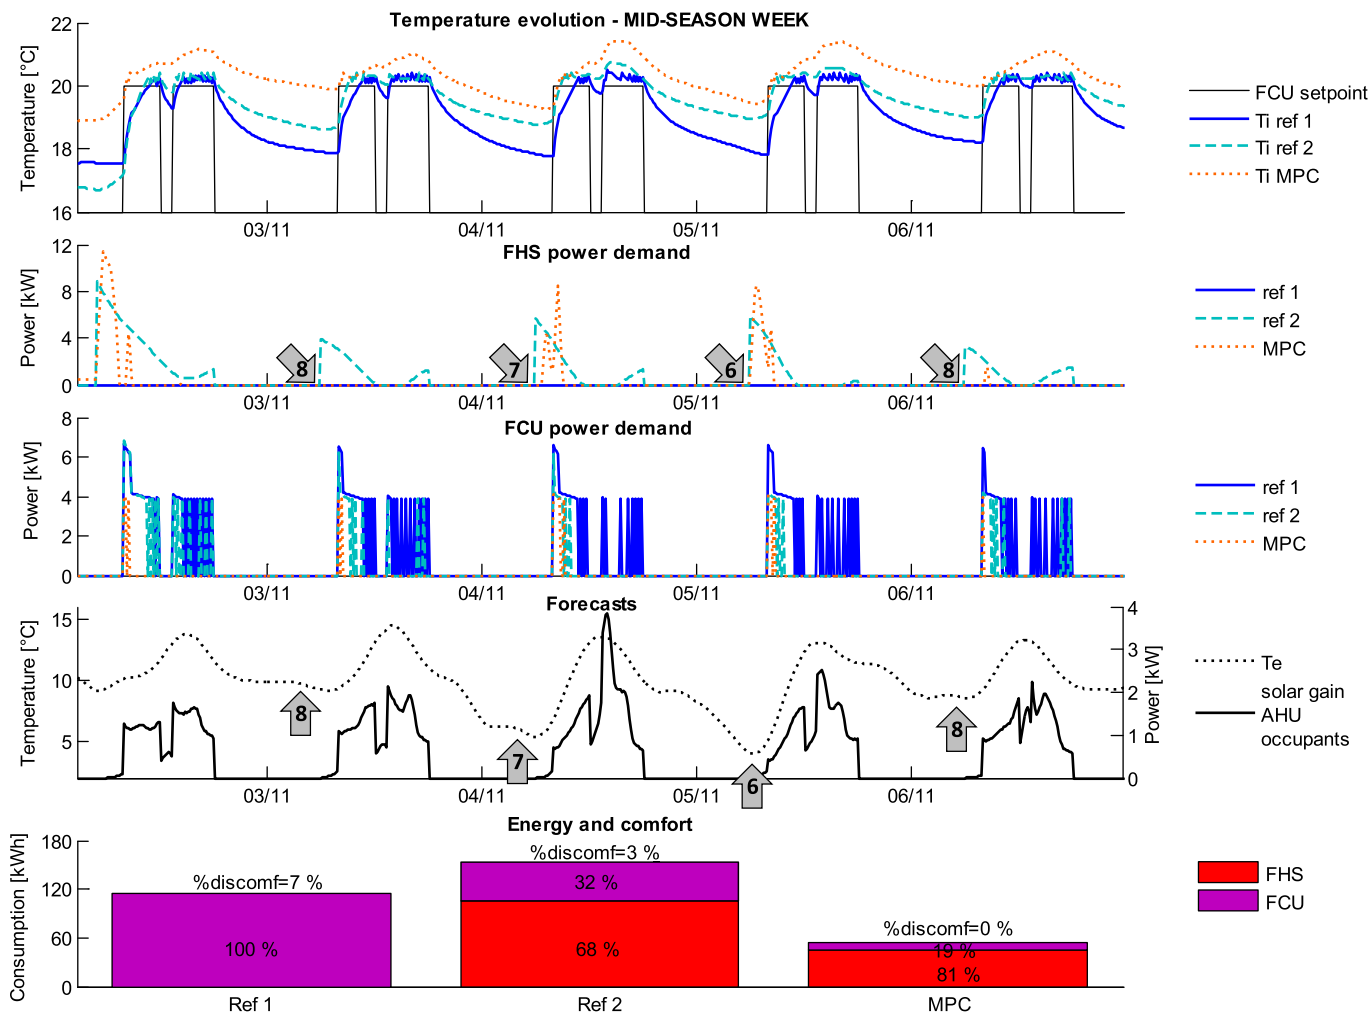 Temperature evolution - MID-SEASON WEEK
Temperature [°C]
22
20
18
16
03/11
04/11
05/11
06/11
FCU setpoint
Ti ref 1
Ti ref 2
Ti MPC
FHS power demand
Power [kW]
12
8
4
0
8
7
6
8
03/11
04/11
05/11
06/11
ref 1
ref 2
MPC
FCU power demand
Power [kW]
8
6
4
2
0
03/11
04/11
05/11
06/11
ref 1
ref 2
MPC
Forecasts
Temperature [°C]
15
10
5
4
3
2
1
0
Power [kW]
8
7
6
8
03/11
04/11
05/11
06/11
Te
solar gain
AHU
occupants
Energy and comfort
Consumption [kWh]
180
120
60
0
%discomf=7 %
100 %
%discomf=3 %
32 %
68 %
%discomf=0 %
19 %
81 %
Ref 1
Ref 2
MPC
FHS
FCU